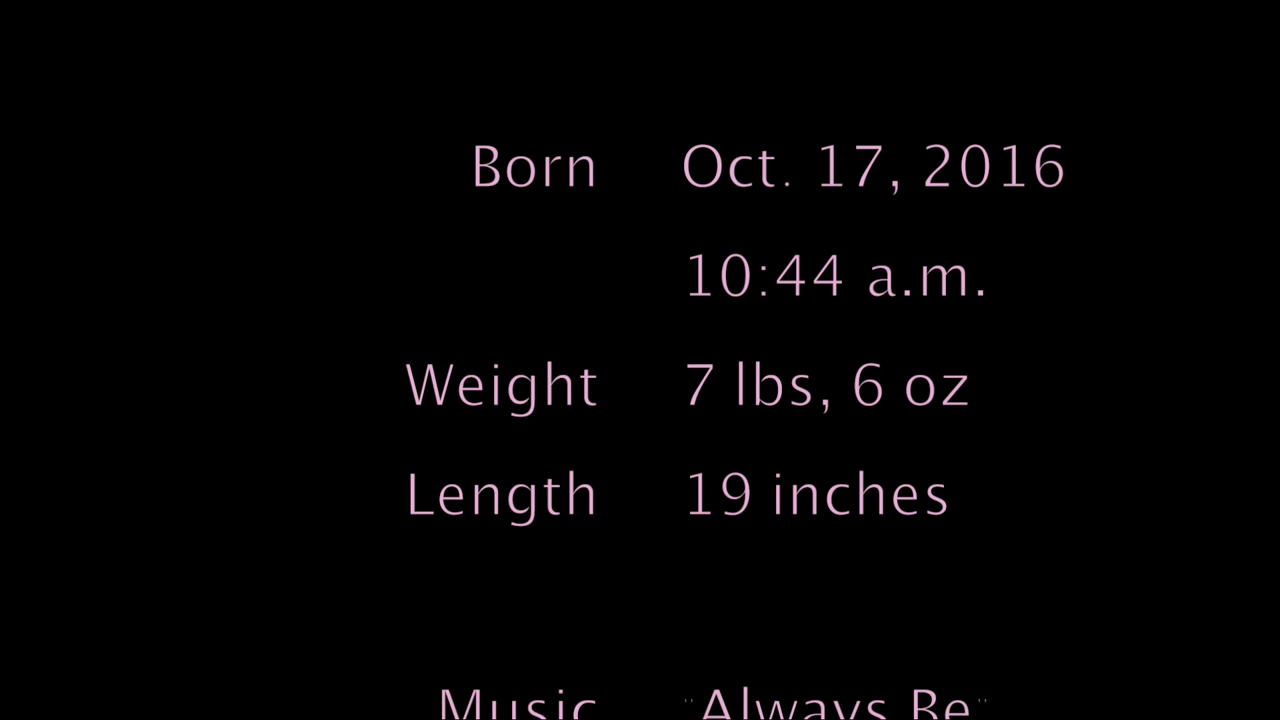 Born Oct. 17, 2016
10:44 a.m.
Weight 7 lbs, 6 oz
Length 19 inches
Music "Always Be"